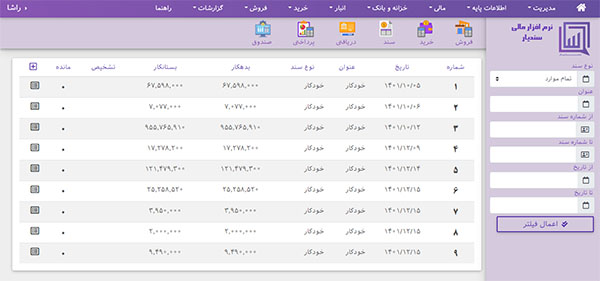 مدیریت اطلاعات پایه مالی خزانه و بانک انبار خرید فروش گزارشات راهنما راشا
نرم افزار مالی
سندیار
فروش خرید سند دریافتی پرداختی صندوق
نوع سند
تمام موارد
عنوان
از شماره سند
تا شماره سند
از تاریخ
تا تاریخ
اعمال فیلتر
شماره تاریخ عنوان نوع سند بدهکار بستانکار تشخیص مانده
۱ ۱۴۰۱/۱۰/۰۵ خودکار خودکار ۶۷,۵۹۸,۰۰۰ ۶۷,۵۹۸,۰۰۰ ۰
۲ ۱۴۰۱/۱۰/۰۶ خودکار خودکار ۷,۰۷۷,۰۰۰ ۷,۰۷۷,۰۰۰ ۰
۳ ۱۴۰۱/۱۰/۱۲ خودکار خودکار ۹۵۵,۷۶۵,۹۱۰ ۹۵۵,۷۶۵,۹۱۰ ۰
۴ ۱۴۰۱/۱۲/۰۹ خودکار خودکار ۱۷,۲۷۸,۲۰۰ ۱۷,۲۷۸,۲۰۰ ۰
۵ ۱۴۰۱/۱۲/۱۴ خودکار خودکار ۱۲۱,۴۷۹,۳۰۰ ۱۲۱,۴۷۹,۳۰۰ ۰
۶ ۱۴۰۱/۱۲/۱۵ خودکار خودکار ۲۵,۲۵۸,۵۲۰ ۲۵,۲۵۸,۵۲۰ ۰
۷ ۱۴۰۱/۱۲/۱۵ خودکار خودکار ۳,۹۵۰,۰۰۰ ۳,۹۵۰,۰۰۰ ۰
۸ ۱۴۰۱/۱۲/۱۵ خودکار خودکار ۲,۰۰۰,۰۰۰ ۲,۰۰۰,۰۰۰ ۰
۹ ۱۴۰۱/۱۲/۱۵ خودکار خودکار ۹,۴۹۰,۰۰۰ ۹,۴۹۰,۰۰۰ ۰